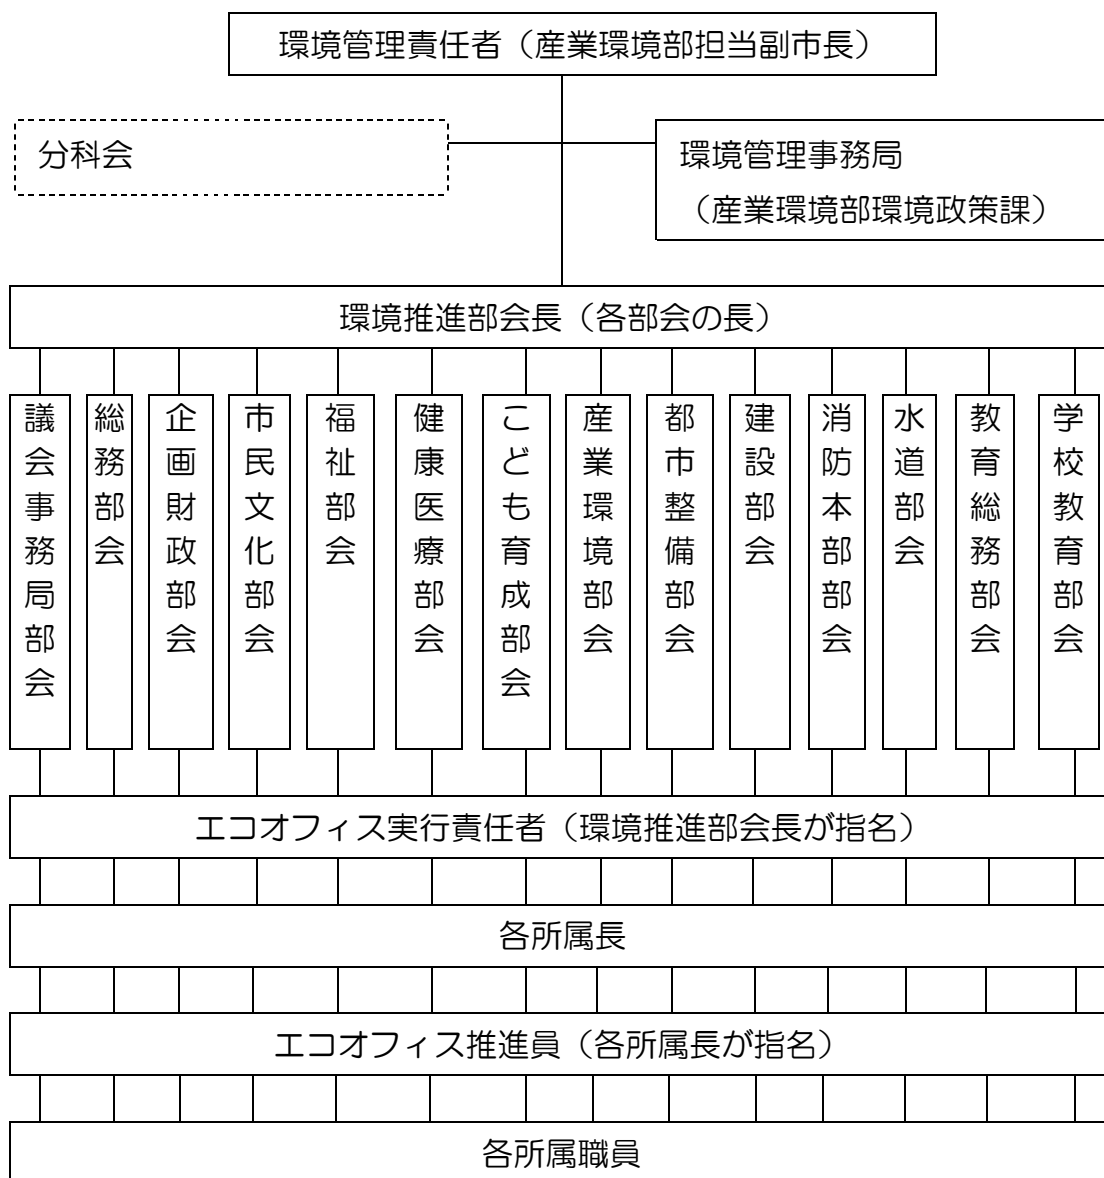 環境管理責任者（産業環境部担当副市長）
分科会
環境管理事務局
（産業環境部環境政策課）
環境推進部会長（各部会の長）
議会事務局部会
総務部会
企画財政部会
市民文化部会
福祉部会
健康医療部会
こども育成部会
産業環境部会
都市整備部会
建設部会
消防本部部会
水道部会
教育総務部会
学校教育部会
エコオフィス実行責任者（環境推進部会長が指名）
各所属長
エコオフィス推進員（各所属長が指名）
各所属職員